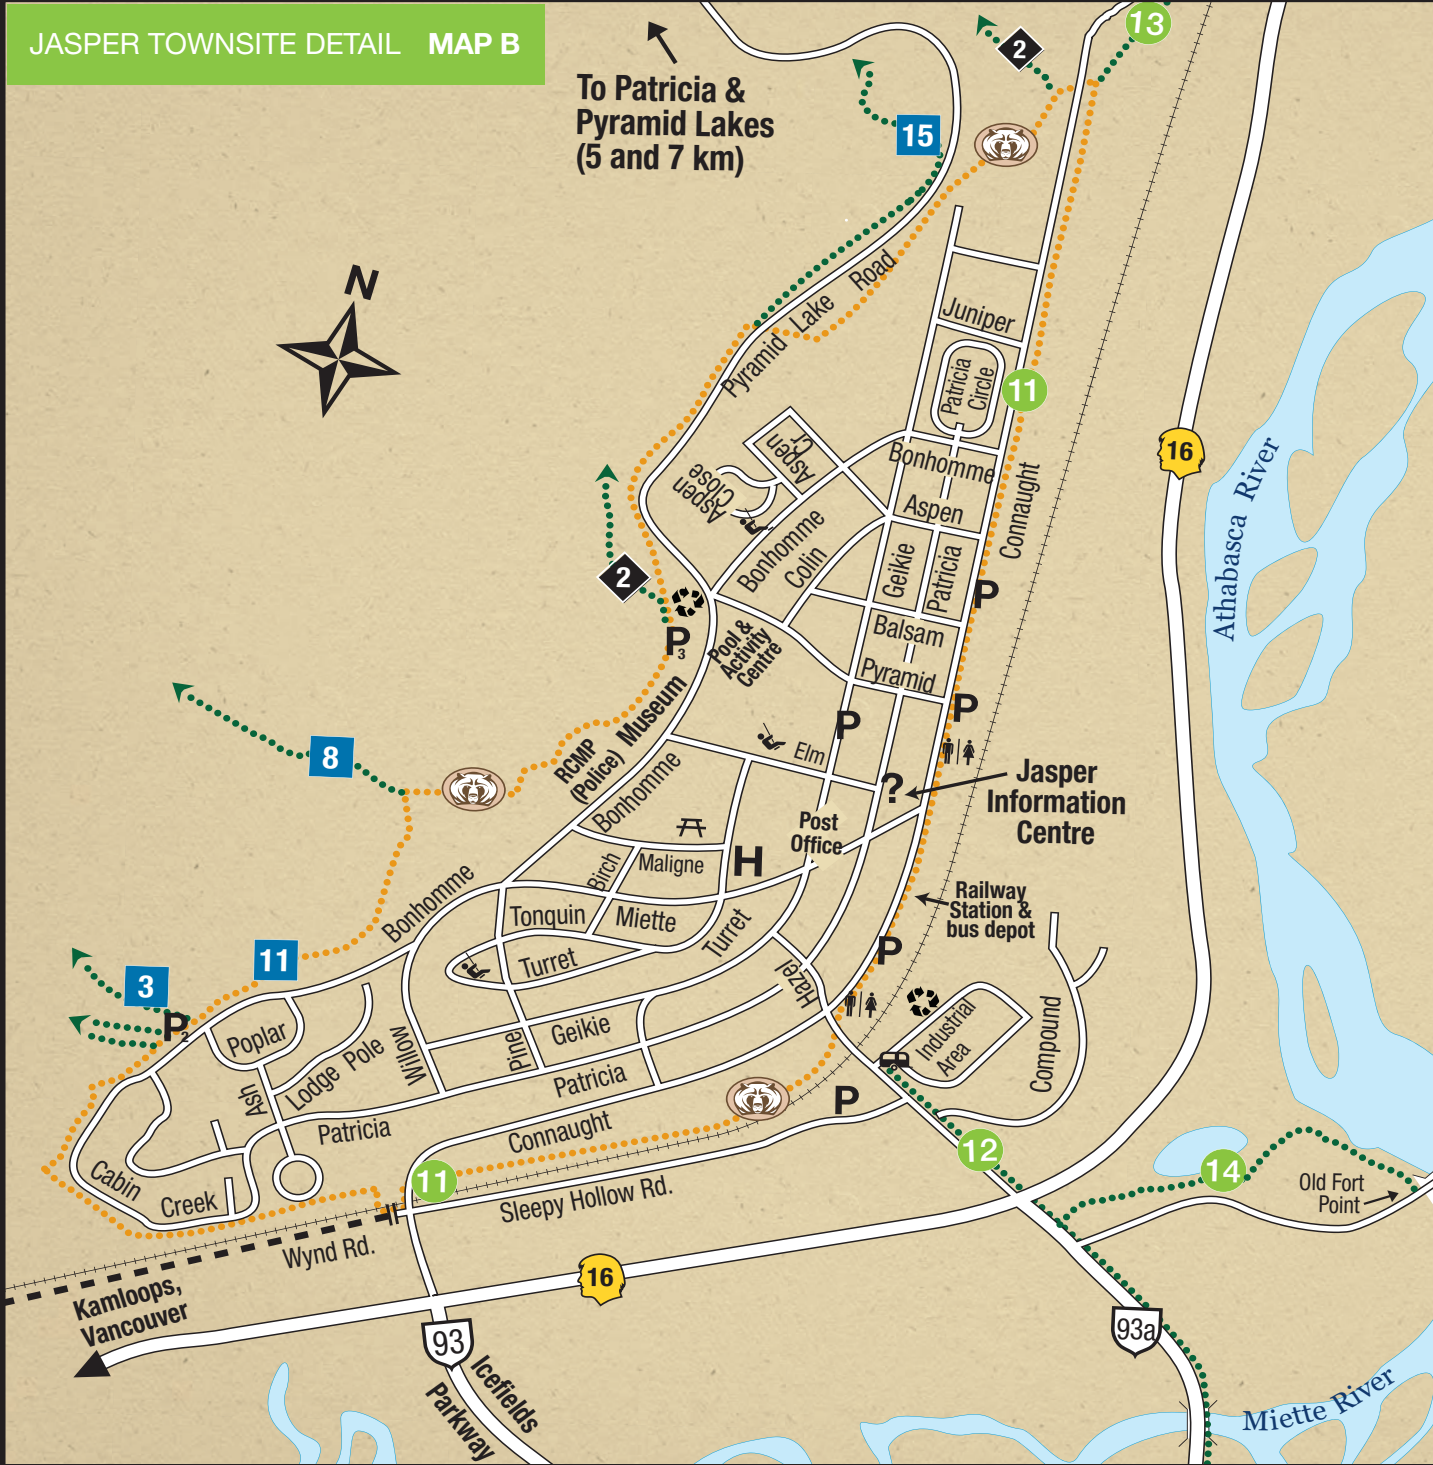 JASPER TOWNSITE DETAIL MAP B
13
2
To Patricia &
Pyramid Lakes
(5 and 7 km)
15
N
Pyramid Lake Road
Juniper
Patricia
Circle
11
16
Bonhomme
Aspen
Cr
Aspen
Close
Aspen
Connaught
Athabasca River
Bonhomme
Colin
Geikie
Patricia
P
2
P3
Pool &
Activity
Centre
Balsam
Pyramid
P
P
RCMP
(Police)
Museum
Elm
?
Jasper
Information
Centre
8
Bonhomme
Post
Office
Birch
Maligne
H
Railway
Station &
bus depot
Bonhomme
Tonquin
Miette
Turret
Turret
P
11
3
P2
Hazel
Poplar
Lodge Pole
Willow
Pine
Geikie
Industrial
Area
Compound
Ash
Patricia
Patricia
P
Connaught
12
14
Cabin
Creek
11
Sleepy Hollow Rd.
Old Fort
Point
Wynd Rd.
16
Kamloops,
Vancouver
93
93a
Icefields
Parkway
Miette River